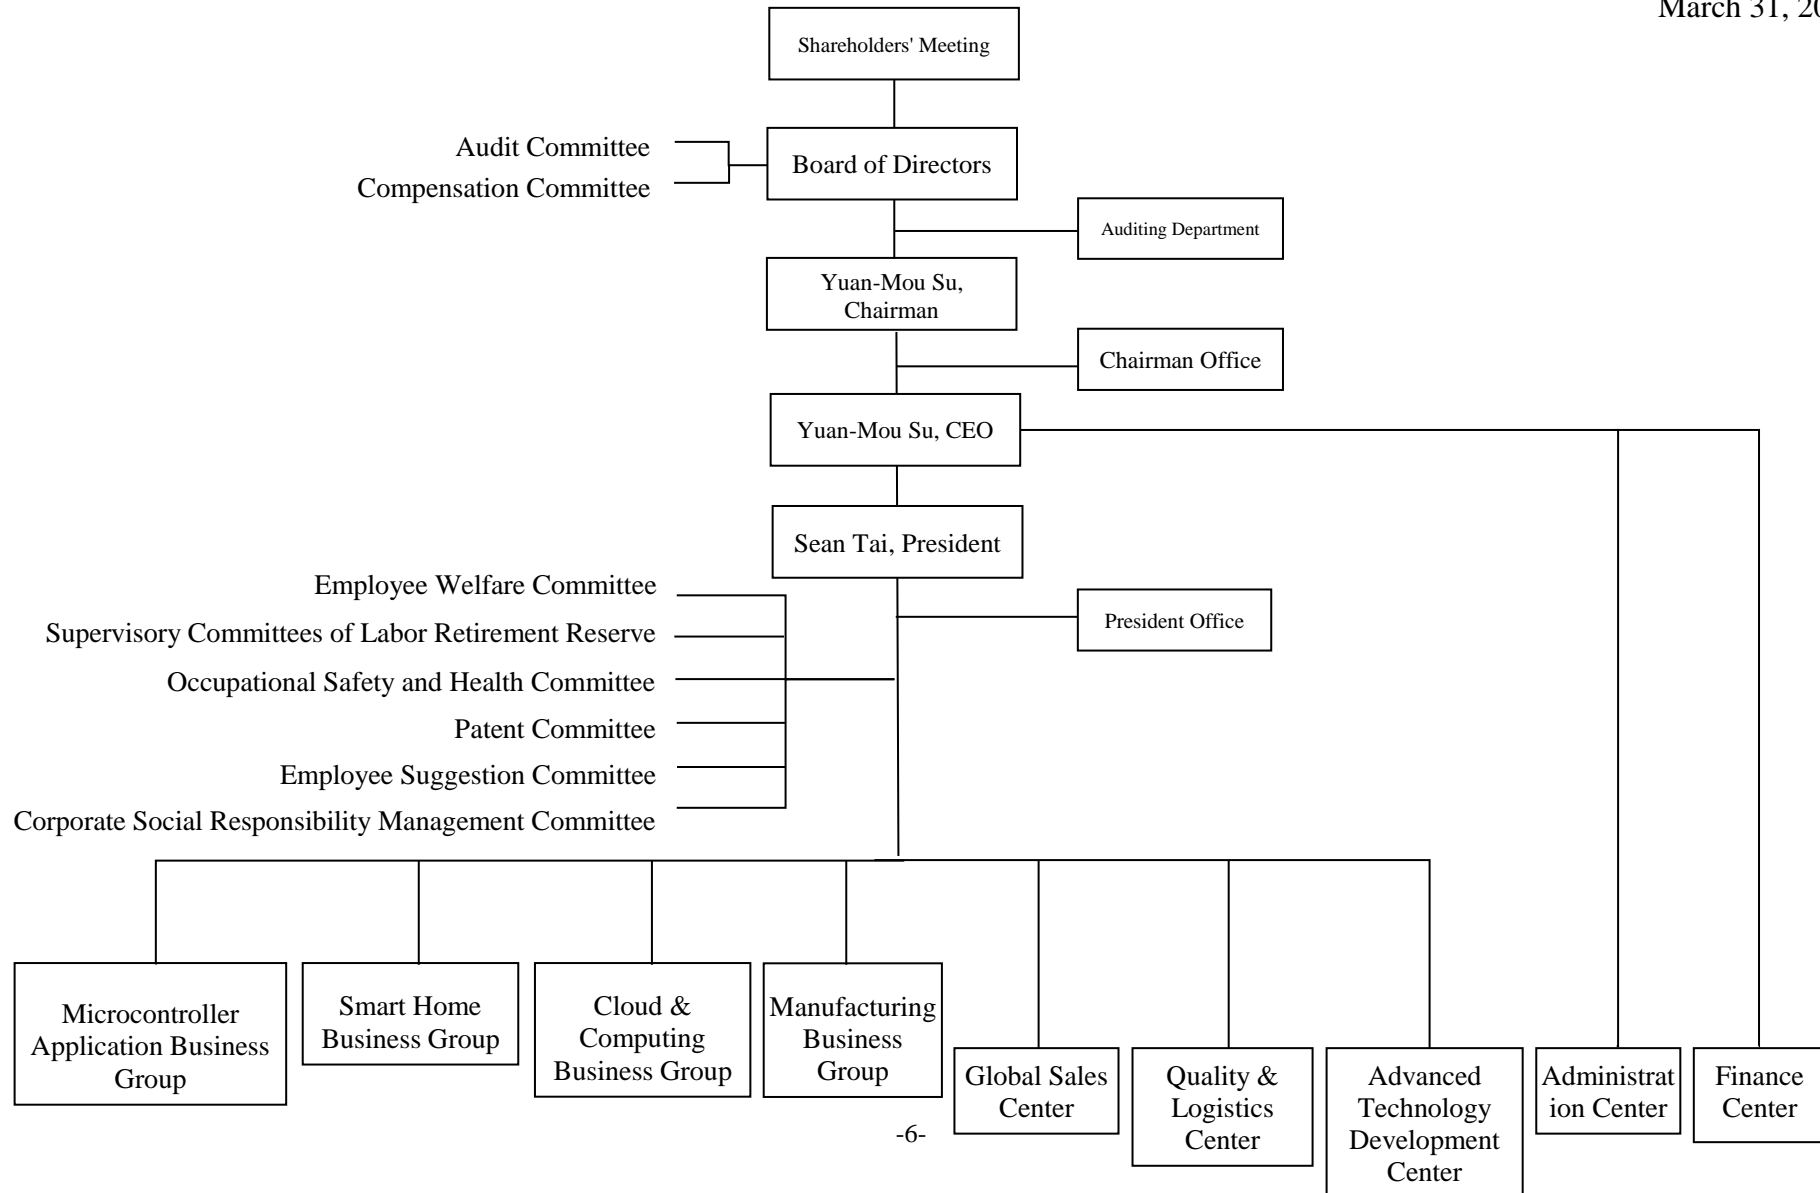 March 31, 20
Shareholders' Meeting
Audit Committee
Compensation Committee
Board of Directors
Auditing Department
Yuan-Mou Su,
Chairman
Chairman Office
Yuan-Mou Su, CEO
Sean Tai, President
Employee Welfare Committee
Supervisory Committees of Labor Retirement Reserve
Occupational Safety and Health Committee
Patent Committee
Employee Suggestion Committee
Corporate Social Responsibility Management Committee
President Office
Microcontroller
Application Business
Group
Smart Home
Business Group
Cloud &
Computing
Business Group
Manufacturing
Business
Group
Global Sales
Center
Quality &
Logistics
Center
Advanced
Technology
Development
Center
Administrat
ion Center
Finance
Center
-6-